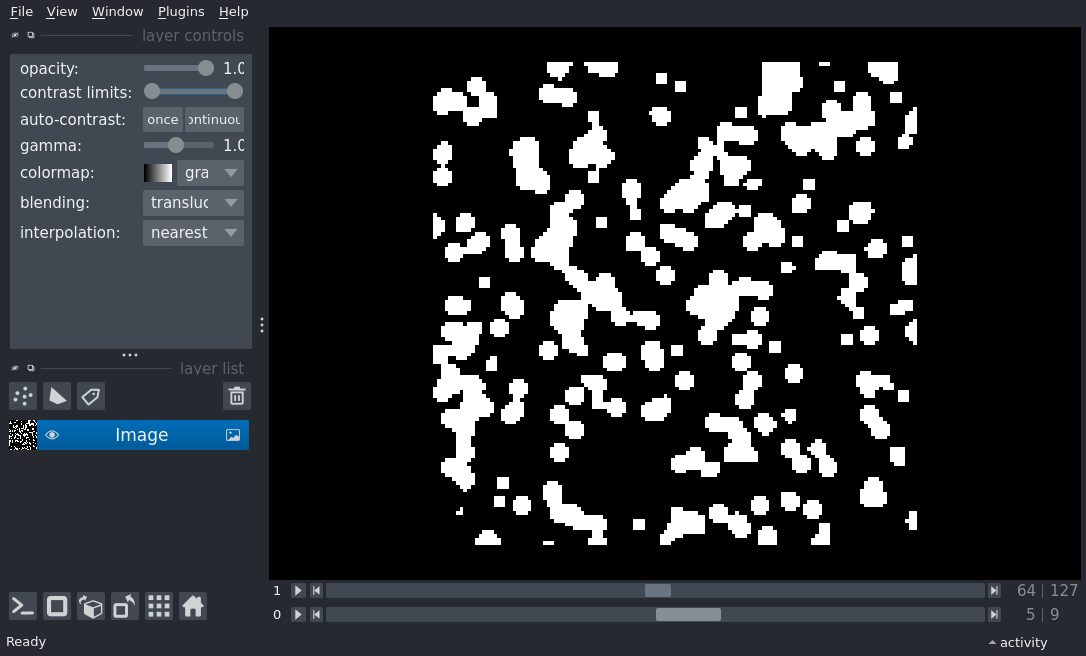 File View Window Plugins Help
layer controls
opacity: 1.0
contrast limits:
auto-contrast: once ontinuou
gamma: 1.0
colormap: gra
blending: transluc
interpolation: nearest
layer list
Image
1 64 127
0 5 9
Ready activity